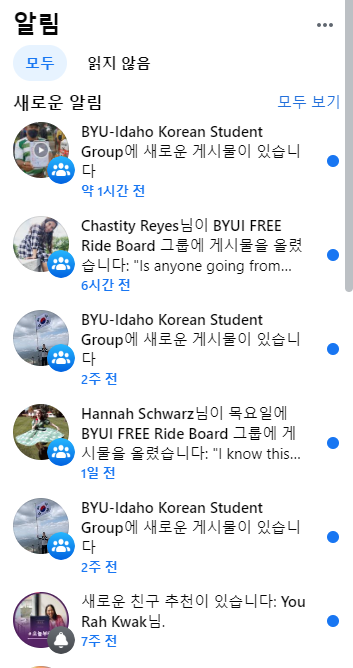 알림
모두
읽지 않음
새로운 알림
모두 보기
BYU-Idaho Korean Student
Group에 새로운 게시물이 있습니
다
약 1시간 전
Chastity Reyes님이 BYUI FREE
Ride Board 그룹에 게시물을 올렸
습니다: "Is anyone going from...
6시간 전
BYU-Idaho Korean Student
Group에 새로운 게시물이 있습니
다
2주 전
Hannah Schwarz님이 목요일에
BYUI FREE Ride Board 그룹에 게
시물을 올렸습니다: "I know this...
1일 전
BYU-Idaho Korean Student
Group에 새로운 게시물이 있습니
다
2주 전
새로운 친구 추천이 있습니다: You
Rah Kwak님.
7주 전